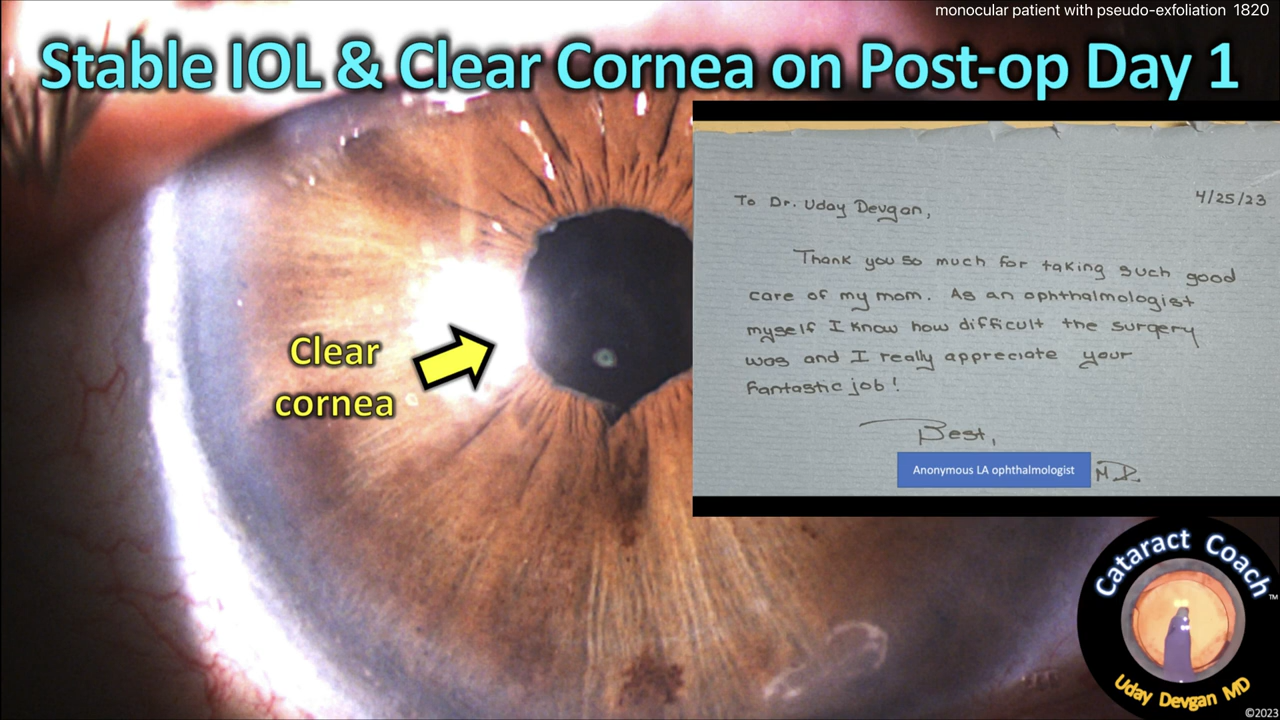 monocular patient with pseudo-exfoliation 1820
Stable IOL & Clear Cornea on Post-op Day 1
4/25/23
To Dr. Uday Devgan,
Thank you so much for taking such good
care of my mom. As an ophthalmologist
myself I know how difficult the surgery
was and I really appreciate your
fantastic job!
Best,
Anonymous LA ophthalmologist M.D.
Clear
cornea
Cataract Coach ™
Uday Devgan MD
©2023